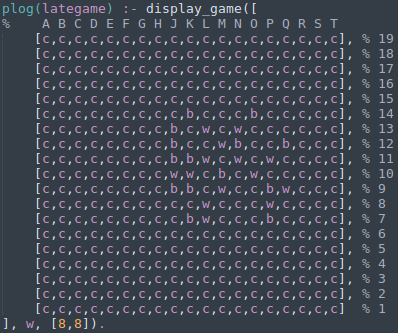 plog(lategame) :- display_game([
%    A B C D E F G H J K L M N O P Q R S T
[c,c,c,c,c,c,c,c,c,c,c,c,c,c,c,c,c,c,c], % 19
[c,c,c,c,c,c,c,c,c,c,c,c,c,c,c,c,c,c,c], % 18
[c,c,c,c,c,c,c,c,c,c,c,c,c,c,c,c,c,c,c], % 17
[c,c,c,c,c,c,c,c,c,c,c,c,c,c,c,c,c,c,c], % 16
[c,c,c,c,c,c,c,c,c,c,c,c,c,c,c,c,c,c,c], % 15
[c,c,c,c,c,c,c,c,c,b,c,c,c,b,c,c,c,c,c], % 14
[c,c,c,c,c,c,c,c,b,c,w,c,w,c,c,c,c,c,c], % 13
[c,c,c,c,c,c,c,c,b,c,c,w,b,c,c,b,c,c,c], % 12
[c,c,c,c,c,c,c,c,b,b,w,c,w,c,w,c,c,c,c], % 11
[c,c,c,c,c,c,c,c,w,w,c,b,c,w,c,c,c,c,c], % 10
[c,c,c,c,c,c,c,c,b,b,c,w,c,c,b,w,c,c,c], % 9
[c,c,c,c,c,c,c,c,c,c,w,c,c,c,w,c,c,c,c], % 8
[c,c,c,c,c,c,c,c,c,b,w,c,c,c,b,c,c,c,c], % 7
[c,c,c,c,c,c,c,c,c,c,c,c,c,c,c,c,c,c,c], % 6
[c,c,c,c,c,c,c,c,c,c,c,c,c,c,c,c,c,c,c], % 5
[c,c,c,c,c,c,c,c,c,c,c,c,c,c,c,c,c,c,c], % 4
[c,c,c,c,c,c,c,c,c,c,c,c,c,c,c,c,c,c,c], % 3
[c,c,c,c,c,c,c,c,c,c,c,c,c,c,c,c,c,c,c], % 2
[c,c,c,c,c,c,c,c,c,c,c,c,c,c,c,c,c,c,c]  % 1
], w, [8,8]).